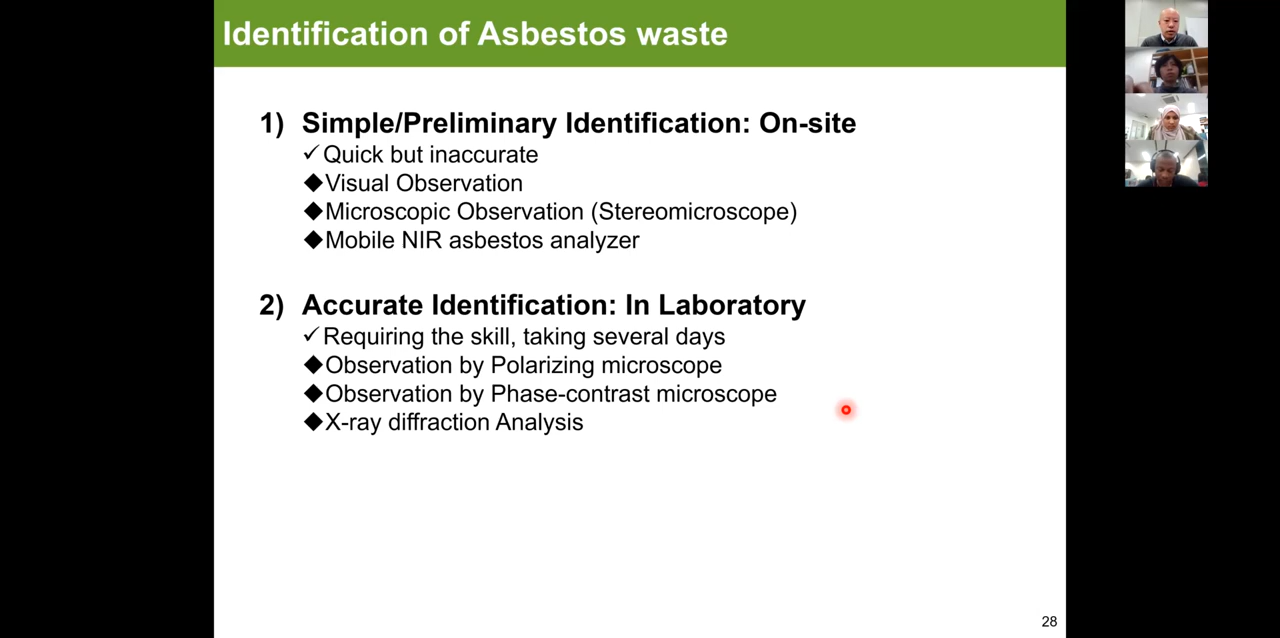 Identification of Asbestos waste
1) Simple/Preliminary Identification: On-site
✓Quick but inaccurate
◆Visual Observation
◆Microscopic Observation (Stereomicroscope)
◆Mobile NIR asbestos analyzer
2) Accurate Identification: In Laboratory
✓Requiring the skill, taking several days
◆Observation by Polarizing microscope
◆Observation by Phase-contrast microscope
◆X-ray diffraction Analysis
28